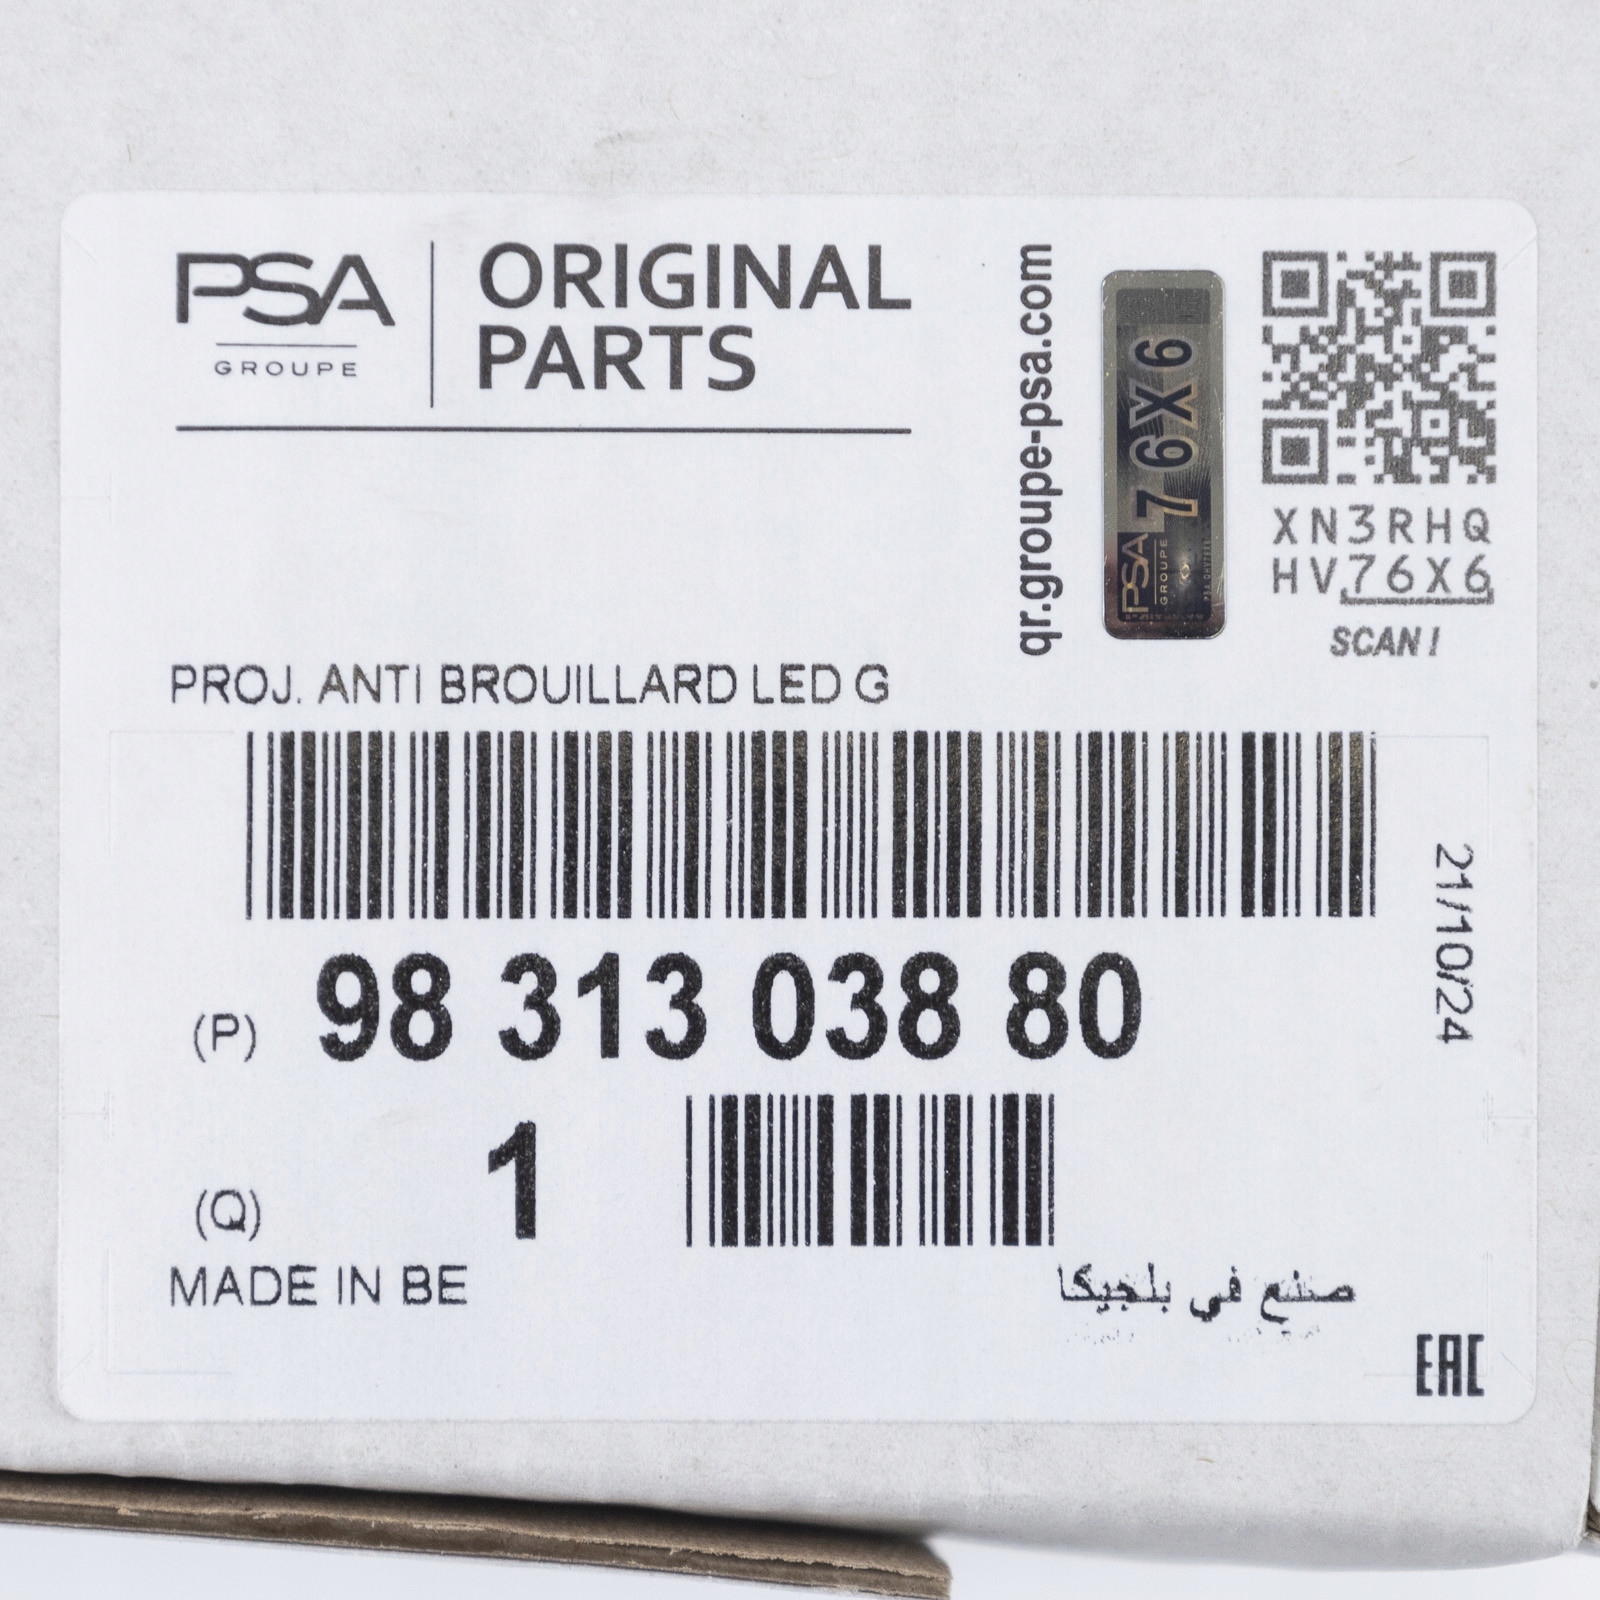 PSA
GROUPE
ORIGINAL
PARTS
qr.groupe-psa.com
PSA
GROUPE
76X6
XN3RHQ
HV76X6
SCAN!
PROJ. ANTI BROUILLARD LED G
21/10/24
(P) 98 313 038 80
(Q) 1
MADE IN BE
صنع في بلجيكا
EAC